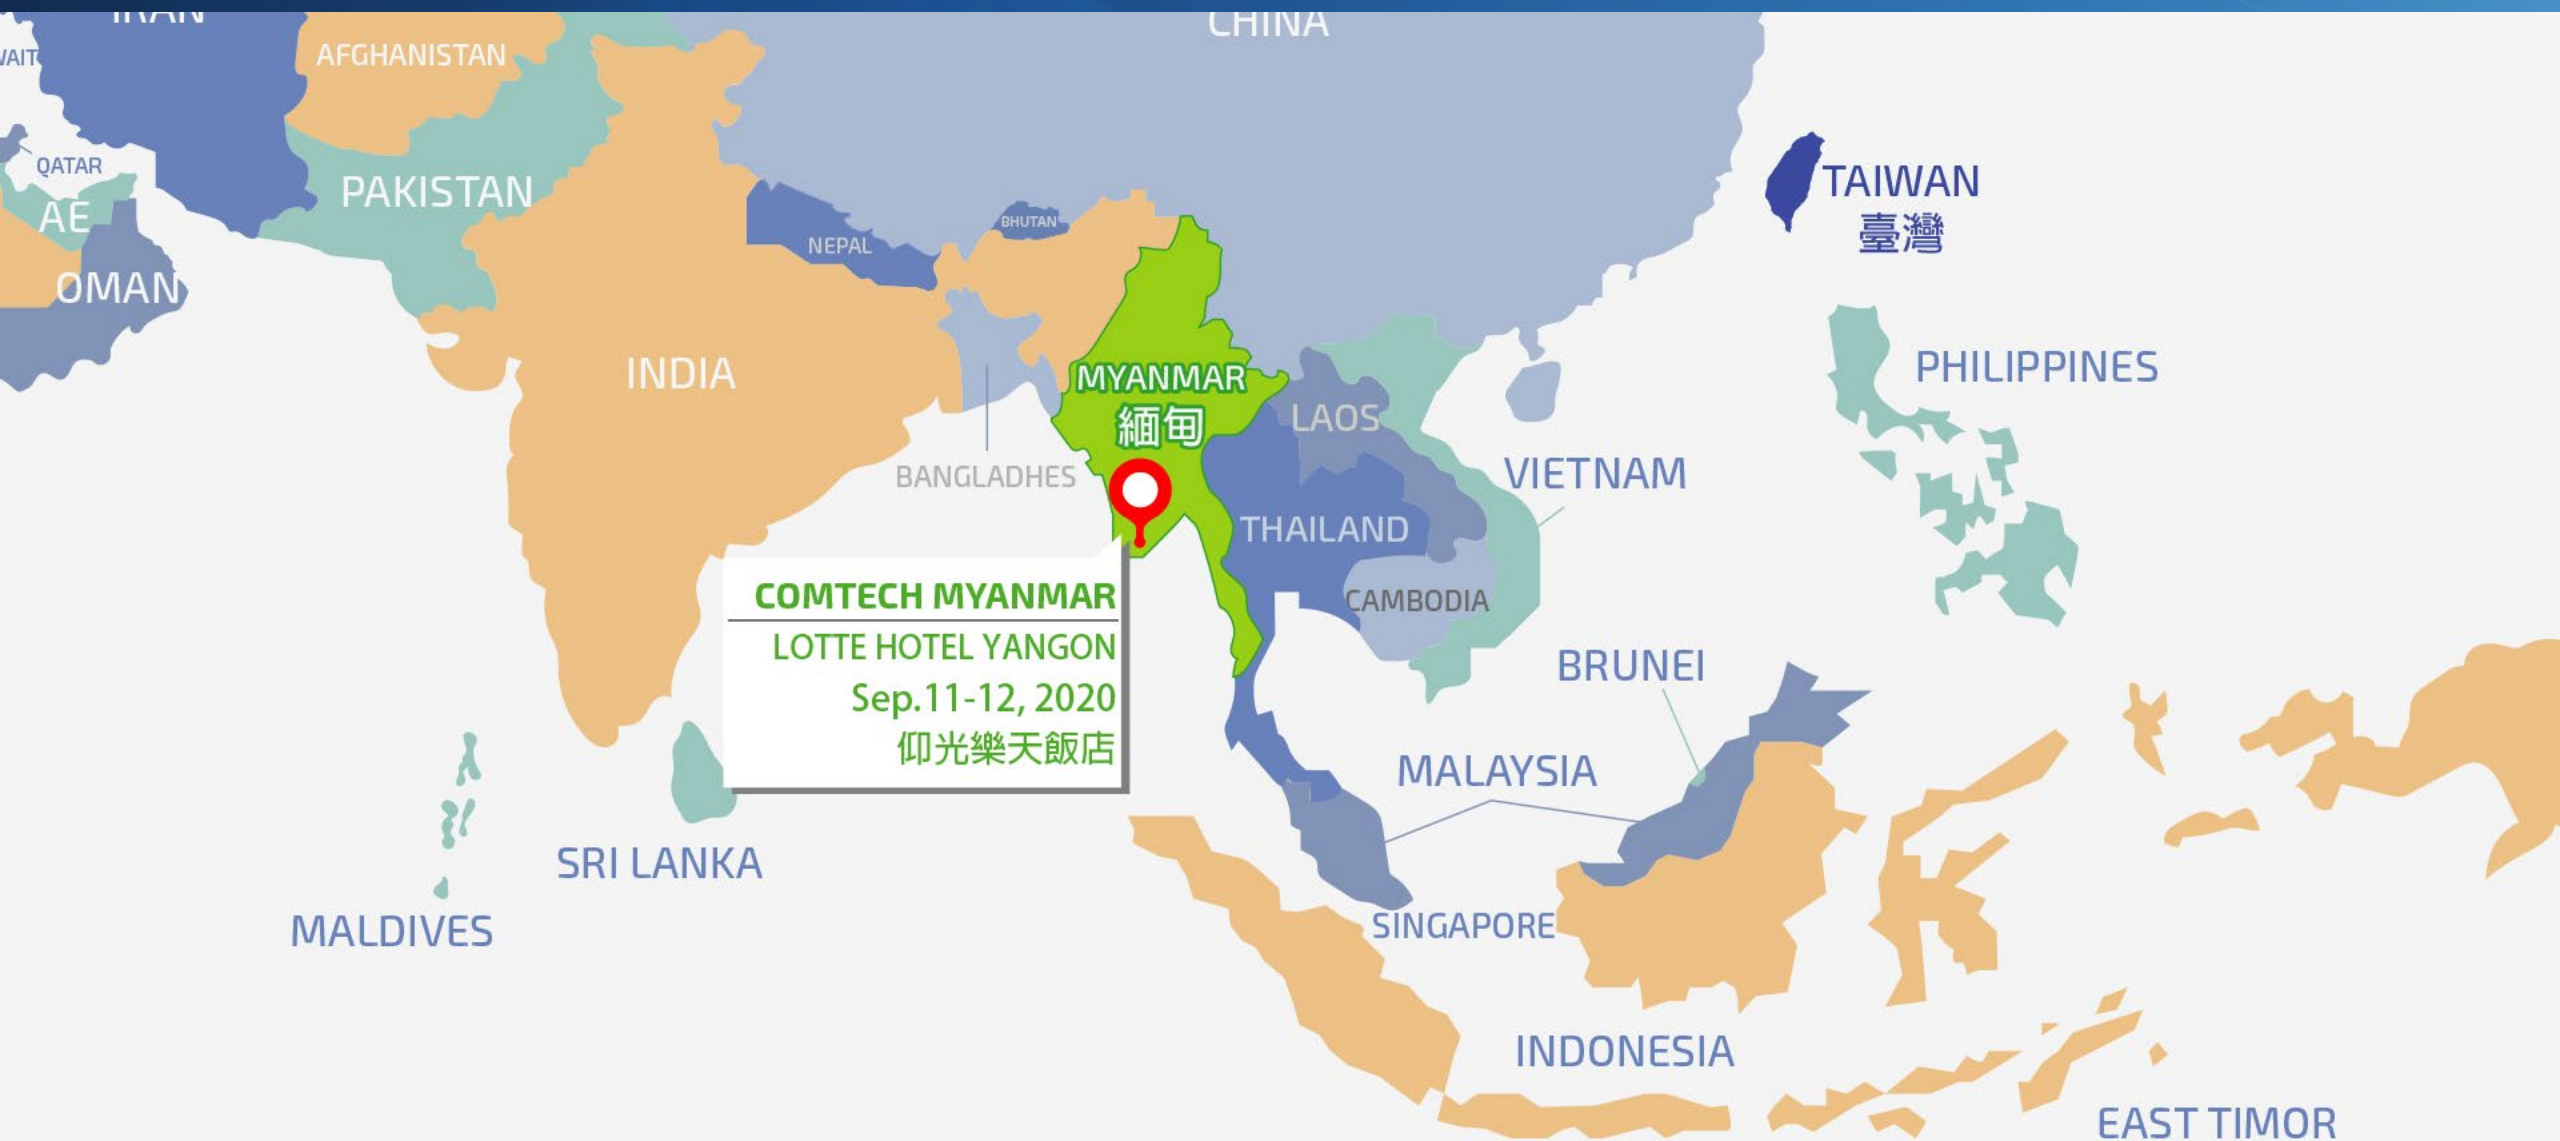 IRAN
CHINA
AFGHANISTAN
QATAR
PAKISTAN
TAIWAN
臺灣
AE
BHUTAN
NEPAL
OMAN
INDIA
PHILIPPINES
MYANMAR
緬甸
LAOS
BANGLADHES
VIETNAM
THAILAND
CAMBODIA
COMTECH MYANMAR
LOTTE HOTEL YANGON
Sep.11-12, 2020
仰光樂天飯店
BRUNEI
MALAYSIA
SRI LANKA
MALDIVES
SINGAPORE
INDONESIA
EAST TIMOR